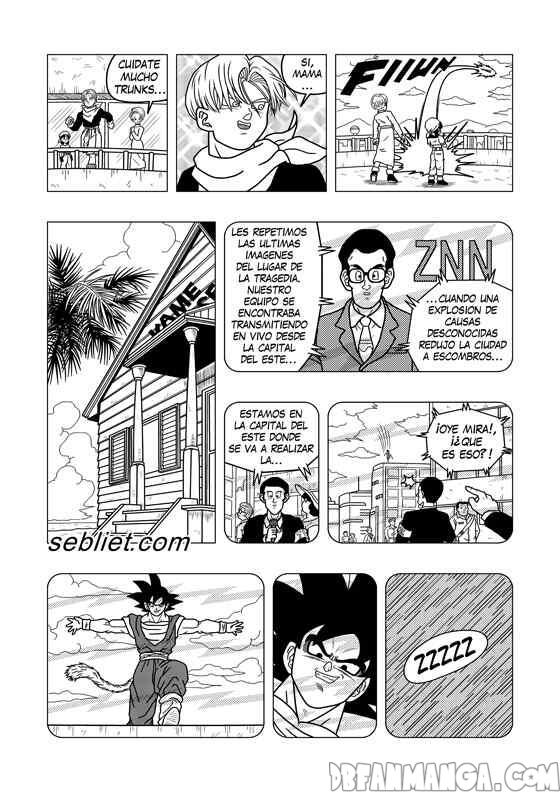 CUIDATE
MUCHO
TRUNKS...
SI,
MAMA
...
FIIUN
KAME
LES REPETIMOS
LAS ULTIMAS
IMAGENES
DEL LUGAR DE
LA TRAGEDIA.
NUESTRO
EQUIPO SE
ENCONTRABA
TRANSMITIENDO
EN VIVO DESDE
LA CAPITAL
DEL ESTE...
ZNN
...CUANDO UNA
EXPLOSION DE
CAUSAS
DESCONOCIDAS
REDUJO LA CIUDAD
A ESCOMBROS...
ESTAMOS EN
LA CAPITAL DEL
ESTE DONDE
SE VA A REALIZAR
LA...
¡OYE MIRA!,
¡¿QUE
ES ESO?!
sebliet.com
ZZZZZ
DBFANMANGA.COM